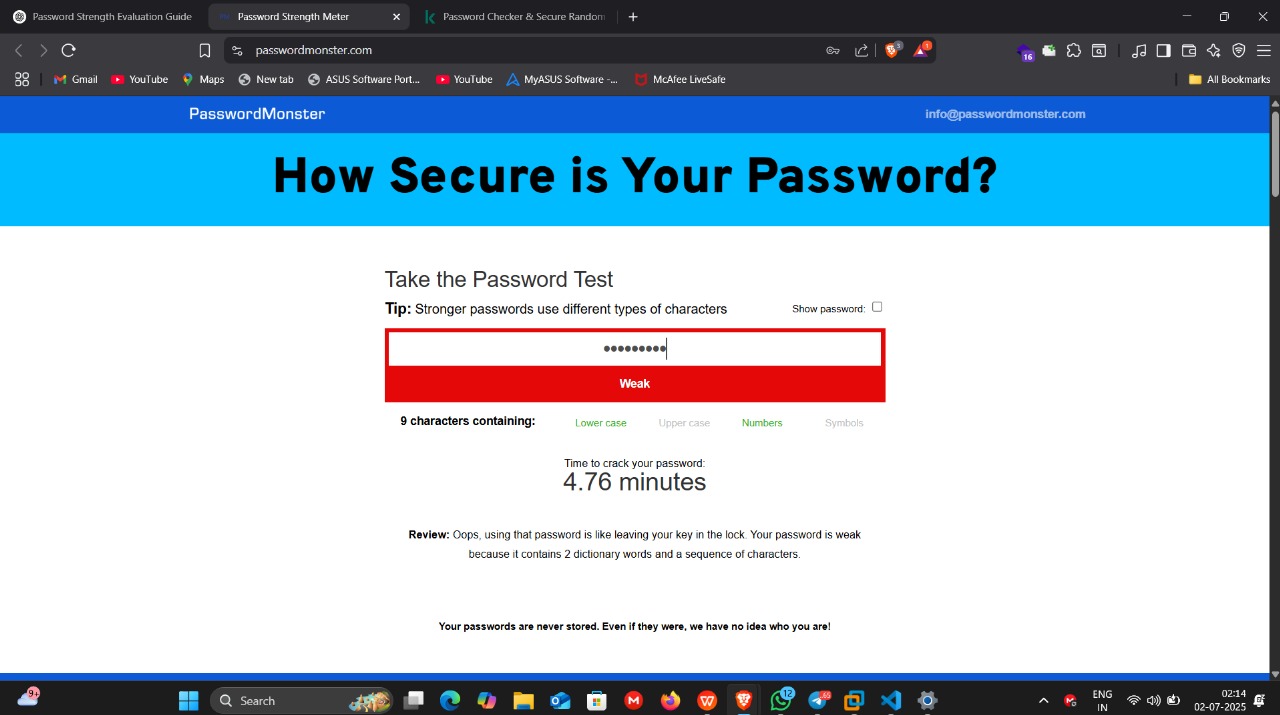 Password Strength Evaluation Guide
Password Strength Meter
Password Checker & Secure Random
passwordmonster.com
3
1
16
Gmail
YouTube
Maps
New tab
ASUS Software Port...
YouTube
MyASUS Software -...
McAfee LiveSafe
All Bookmarks
PasswordMonster
info@passwordmonster.com
How Secure is Your Password?
Take the Password Test
Tip: Stronger passwords use different types of characters
Show password:
•••••••••
Weak
9 characters containing:
Lower case
Upper case
Numbers
Symbols
Time to crack your password:
4.76 minutes
Review: Oops, using that password is like leaving your key in the lock. Your password is weak
because it contains 2 dictionary words and a sequence of characters.
Your passwords are never stored. Even if they were, we have no idea who you are!
9+
Search
12
ENG
IN
02:14
02-07-2025